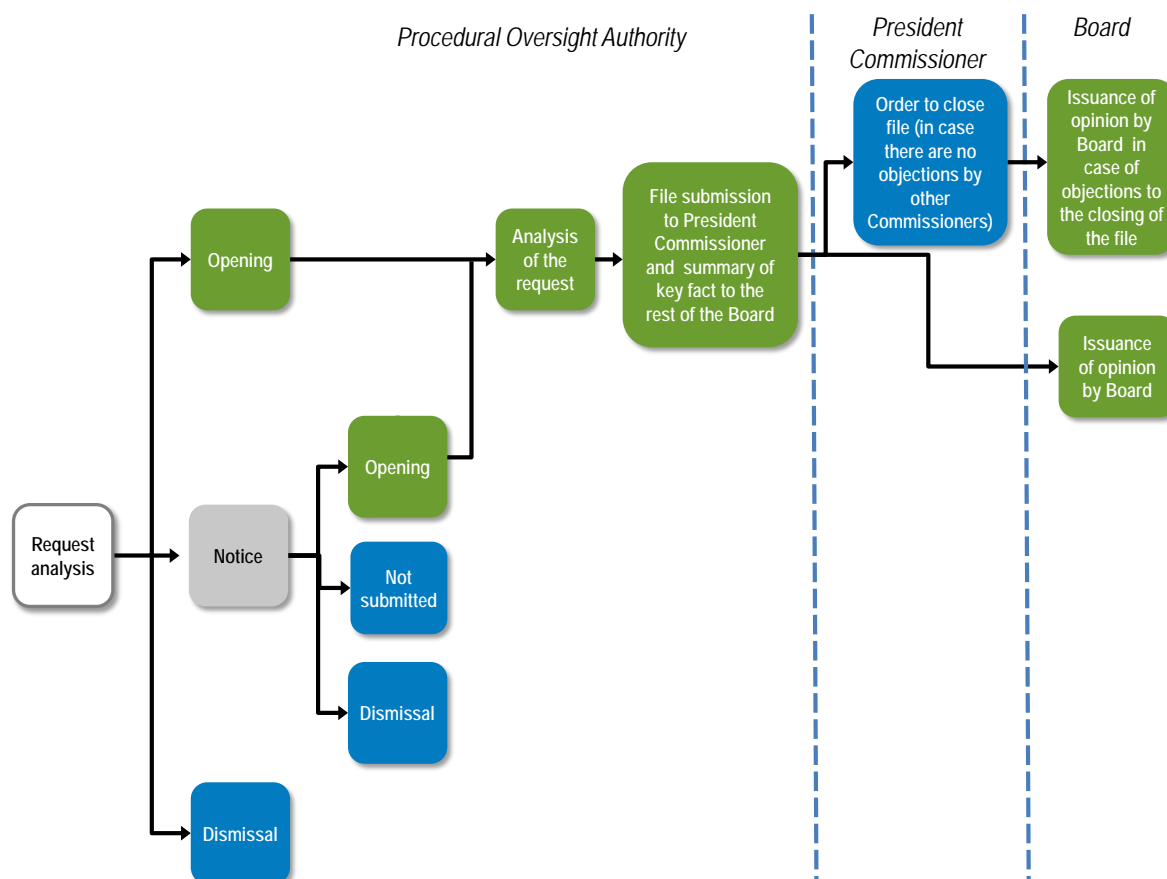 Procedural Oversight Authority
President
Commissioner
Board
Order to close
file (in case
there are no
objections by
other
Commissioners)
Issuance of
opinion by
Board in
case of
objections to
the closing of
the file
Opening
Analysis
of the
request
File submission
to President
Commissioner
and summary of
key fact to the
rest of the Board
Issuance
of opinion
by Board
Opening
Request
analysis
Notice
Not
submitted
Dismissal
Dismissal